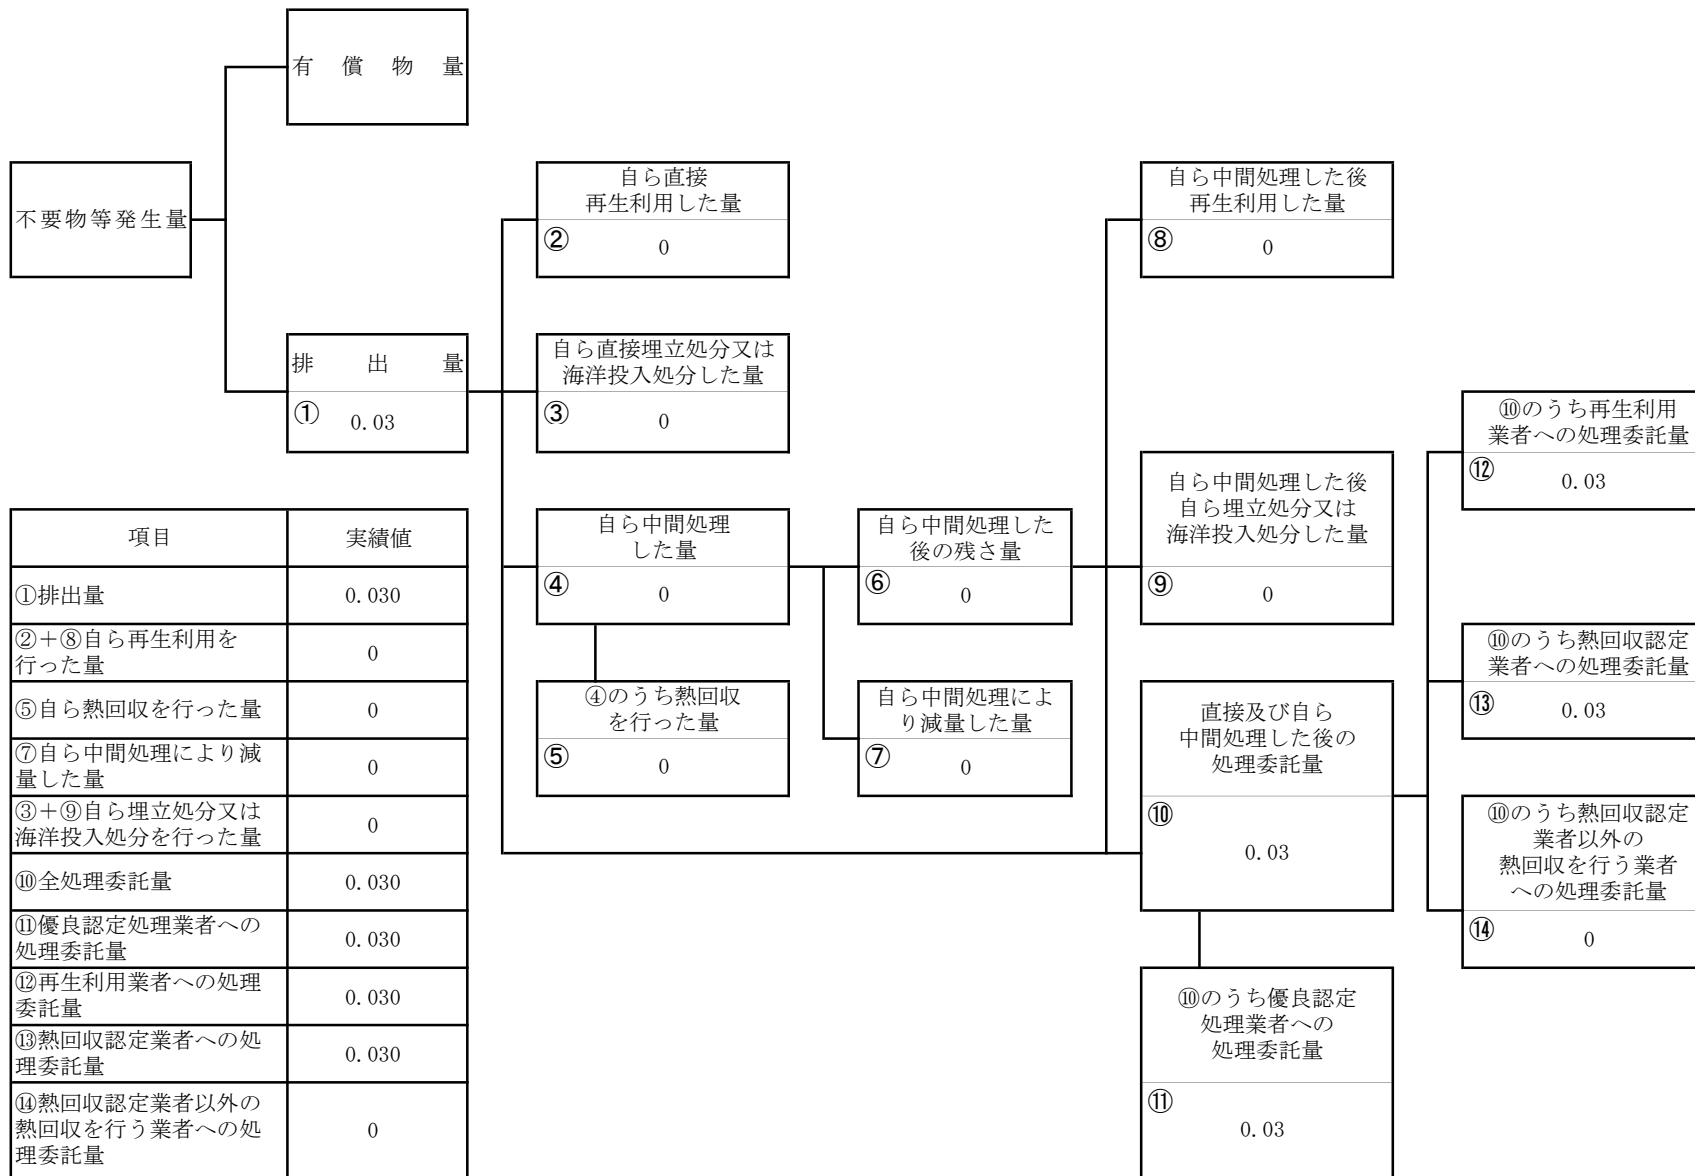 有償物量
不要物等発生量
排出量
① 0.03
自ら直接
再生利用した量
② 0
自ら直接埋立処分又は
海洋投入処分した量
③ 0
自ら中間処理
した量
④ 0
④のうち熱回収
を行った量
⑤ 0
自ら中間処理した
後の残さ量
⑥ 0
自ら中間処理によ
り減量した量
⑦ 0
自ら中間処理した後
再生利用した量
⑧ 0
自ら中間処理した後
自ら埋立処分又は
海洋投入処分した量
⑨ 0
直接及び自ら
中間処理した後の
処理委託量
⑩
0.03
⑩のうち優良認定
処理業者への
処理委託量
⑪
0.03
⑩のうち再生利用
業者への処理委託量
⑫ 0.03
⑩のうち熱回収認定
業者への処理委託量
⑬ 0.03
⑩のうち熱回収認定
業者以外の
熱回収を行う業者
への処理委託量
⑭ 0
項目 実績値
①排出量 0.030
②＋⑧自ら再生利用を
行った量 0
⑤自ら熱回収を行った量 0
⑦自ら中間処理により減
量した量 0
③＋⑨自ら埋立処分又は
海洋投入処分を行った量 0
⑩全処理委託量 0.030
⑪優良認定処理業者への
処理委託量 0.030
⑫再生利用業者への処理
委託量 0.030
⑬熱回収認定業者への処
理委託量 0.030
⑭熱回収認定業者以外の
熱回収を行う業者への処
理委託量 0